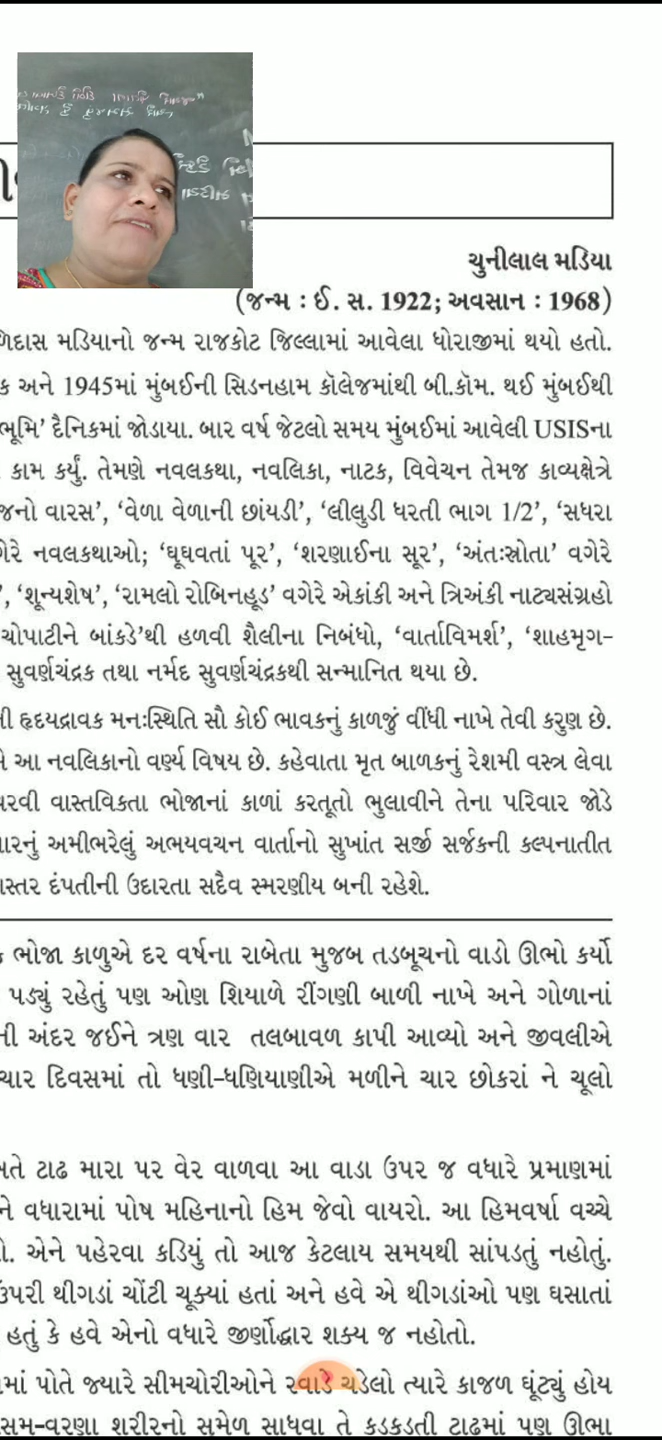 ચુનીલાલ મડિયા
(જન્મ : ઈ. સ. 1922; અવસાન : 1968)
મડિયાનો જન્મ રાજકોટ જિલ્લામાં આવેલા ધોરાજીમાં થયો હતો.
અને 1945માં મુંબઈની સિડનહામ કૉલેજમાંથી બી.કૉમ. થઈ મુંબઈથી
ભૂમિ’ દૈનિકમાં જોડાયા. બાર વર્ષ જેટલો સમય મુંબઈમાં આવેલી USISના
કામ કર્યું. તેમણે નવલકથા, નવલિકા, નાટક, વિવેચન તેમજ કાવ્યક્ષેત્રે
વારસ’, ‘વેળા વેળાની છાંયડી’, ‘લીલુડી ધરતી ભાગ 1/2’, ‘સધરા
નવલકથાઓ; ‘ઘૂઘવતાં પૂર’, ‘શરણાઈના સૂર’, ‘અંતઃસ્રોતા’ વગેરે
’, ‘શૂન્યશેષ’, ‘રામલો રોબિનહૂડ’ વગેરે એકાંકી અને ત્રિઅંકી નાટ્યસંગ્રહો
ચોપાટીને બાંકડે’થી હળવી શૈલીના નિબંધો, ‘વાર્તાવિમર્શ’, ‘શાહમૃગ-
સુવર્ણચંદ્રક તથા નર્મદ સુવર્ણચંદ્રકથી સન્માનિત થયા છે.
ની હૃદયદ્રાવક મનઃસ્થિતિ સૌ કોઈ ભાવકનું કાળજું વીંધી નાખે તેવી કરુણ છે.
આ નવલિકાનો વર્ણ્ય વિષય છે. કહેવાતા મૃત બાળકનું રેશમી વસ્ત્ર લેવા
વાસ્તવિકતા ભોજાનાં કાળાં કરતૂતો ભુલાવીને તેના પરિવાર જોડે
અમીભરેલું અભયવચન વાર્તાનો સુખાંત સર્જી સર્જકની કલ્પનાતીત
દંપતીની ઉદારતા સદૈવ સ્મરણીય બની રહેશે.
ભોજા કાળુએ દર વર્ષના રાબેતા મુજબ તડબૂચનો વાડો ઊભો કર્યો
પડ્યું રહેતું પણ ઓણ શિયાળે રીંગણી બાળી નાખે અને ગોળાનાં
ની અંદર જઈને ત્રણ વાર તલબાવળ કાપી આવ્યો અને જીવલીએ
ચાર દિવસમાં તો ધણી-ધણિયાણીએ મળીને ચાર છોકરાં ને ચૂલો
ટાઢ મારા પર વેર વાળવા આ વાડા ઉપર જ વધારે પ્રમાણમાં
ને વધારામાં પોષ મહિનાનો હિમ જેવો વાયરો. આ હિમવર્ષા વચ્ચે
એને પહેરવા કડિયું તો આજ કેટલાય સમયથી સાંપડતું નહોતું.
થીગડાં ચોંટી ચૂક્યાં હતાં અને હવે એ થીગડાંઓ પણ ઘસાતાં
હતું કે હવે એનો વધારે જીર્ણોદ્ધાર શક્ય જ નહોતો.
માં પોતે જ્યારે સીમચોરીઓને રવાડે ચડેલો ત્યારે કાજળ ઘૂંટ્યું હોય
વરણા શરીરનો સુમેળ સાધવા તે કડકડતી ટાઢમાં પણ ઊભા